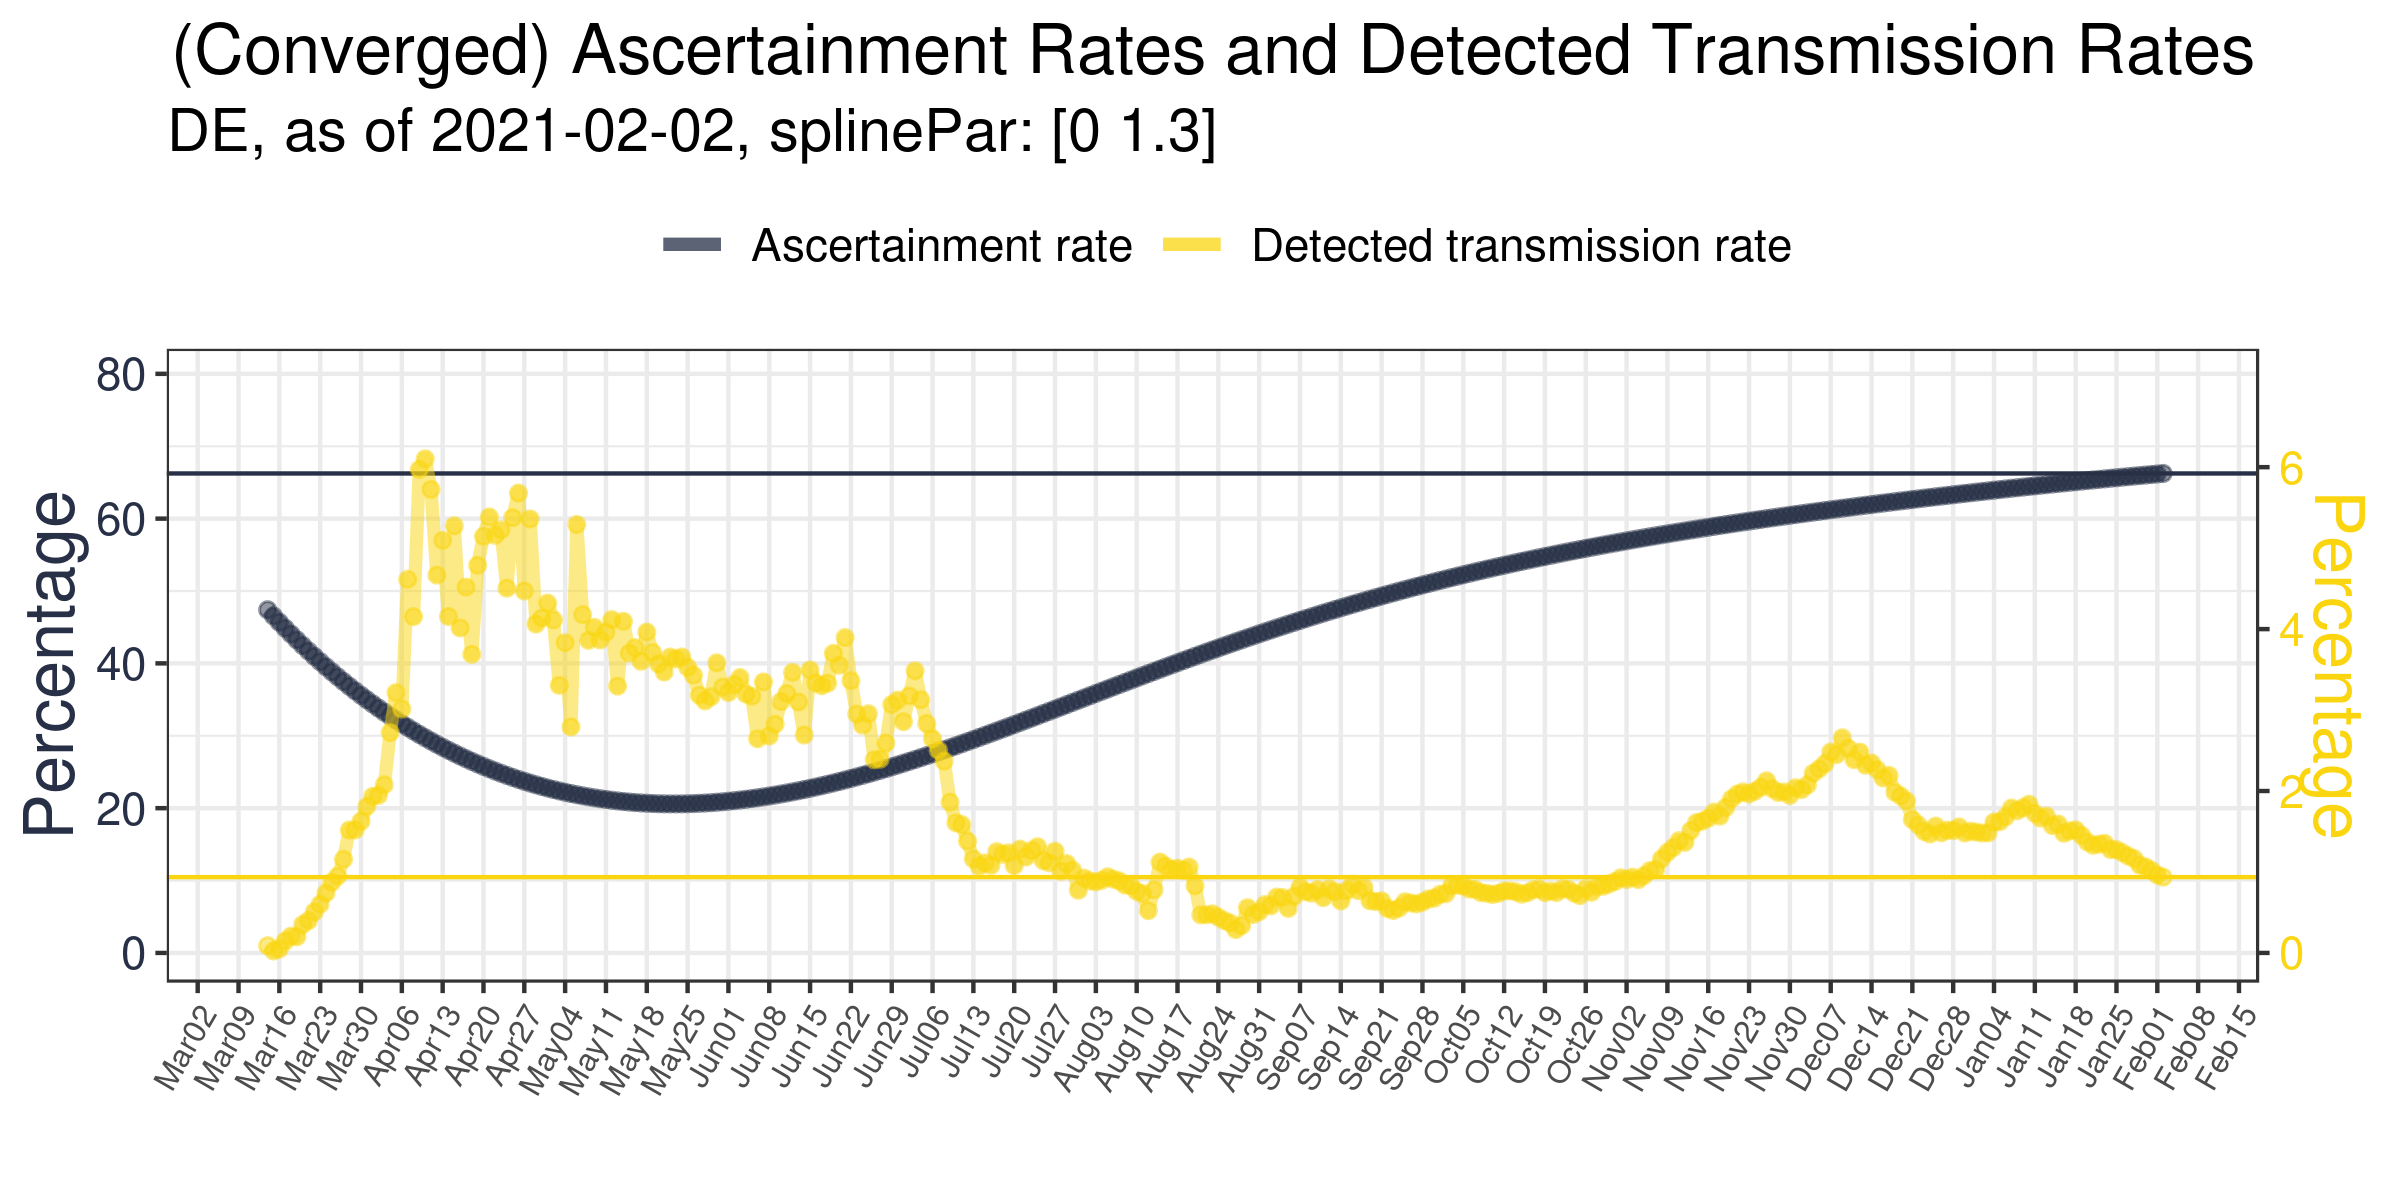 (Converged) Ascertainment Rates and Detected Transmission Rates
DE, as of 2021-02-02, splinePar: [0 1.3]
Ascertainment rate Detected transmission rate
Percentage
80
60
40
20
0
6
4
2
0
Percentage
Mar02 Mar09 Mar16 Mar23 Mar30 Apr06 Apr13 Apr20 Apr27 May04 May11 May18 May25 Jun01 Jun08 Jun15 Jun22 Jun29 Jul06 Jul13 Jul20 Jul27 Aug03 Aug10 Aug17 Aug24 Aug31 Sep07 Sep14 Sep21 Sep28 Oct05 Oct12 Oct19 Oct26 Nov02 Nov09 Nov16 Nov23 Nov30 Dec07 Dec14 Dec21 Dec28 Jan04 Jan11 Jan18 Jan25 Feb01 Feb08 Feb15